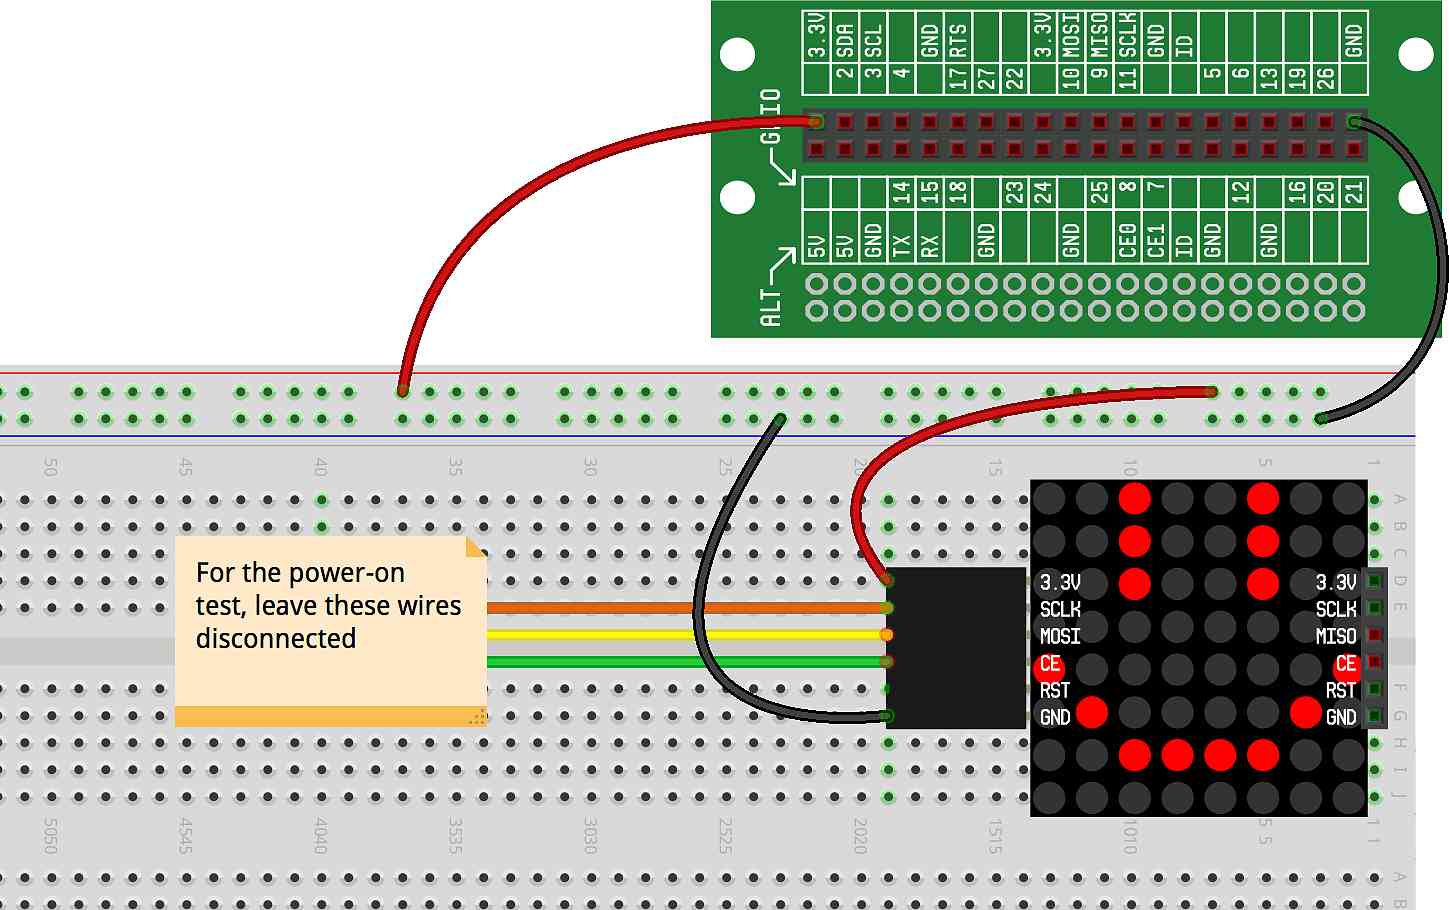 3.3V SDA SCL GND RTS 3.3V MOSI MISO SCLK GND ID GND
2 3 4 17 27 22 10 9 11 5 6 13 19 26
GPIO
14 15 18 23 24 25 8 7 12 16 20 21
5V 5V GND TX RX GND GND CE0 CE1 ID GND GND
ALT
50 45 40 35 30 25 20 15 10 5 1
A
B
C
D
E
F
G
H
I
J
For the power-on
test, leave these wires
disconnected
3.3V
SCLK
MOSI
CE
RST
GND
3.3V
SCLK
MISO
CE
RST
GND
5050 4545 4040 3535 3030 2525 2020 1515 1010 5 5 1 1
A
B